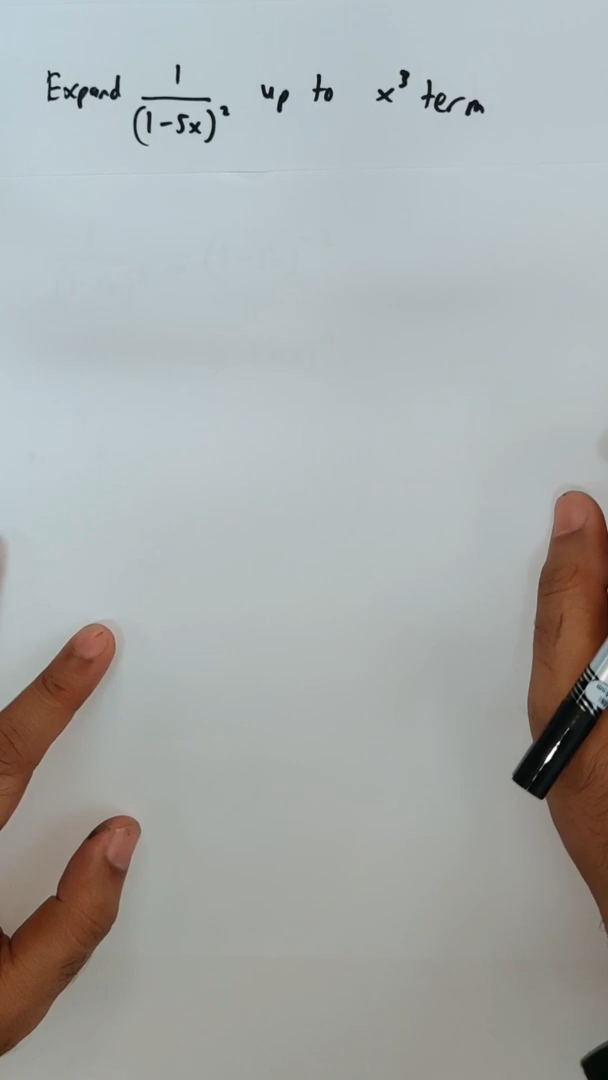 Expand 1/(1-5x)² up to x³ term